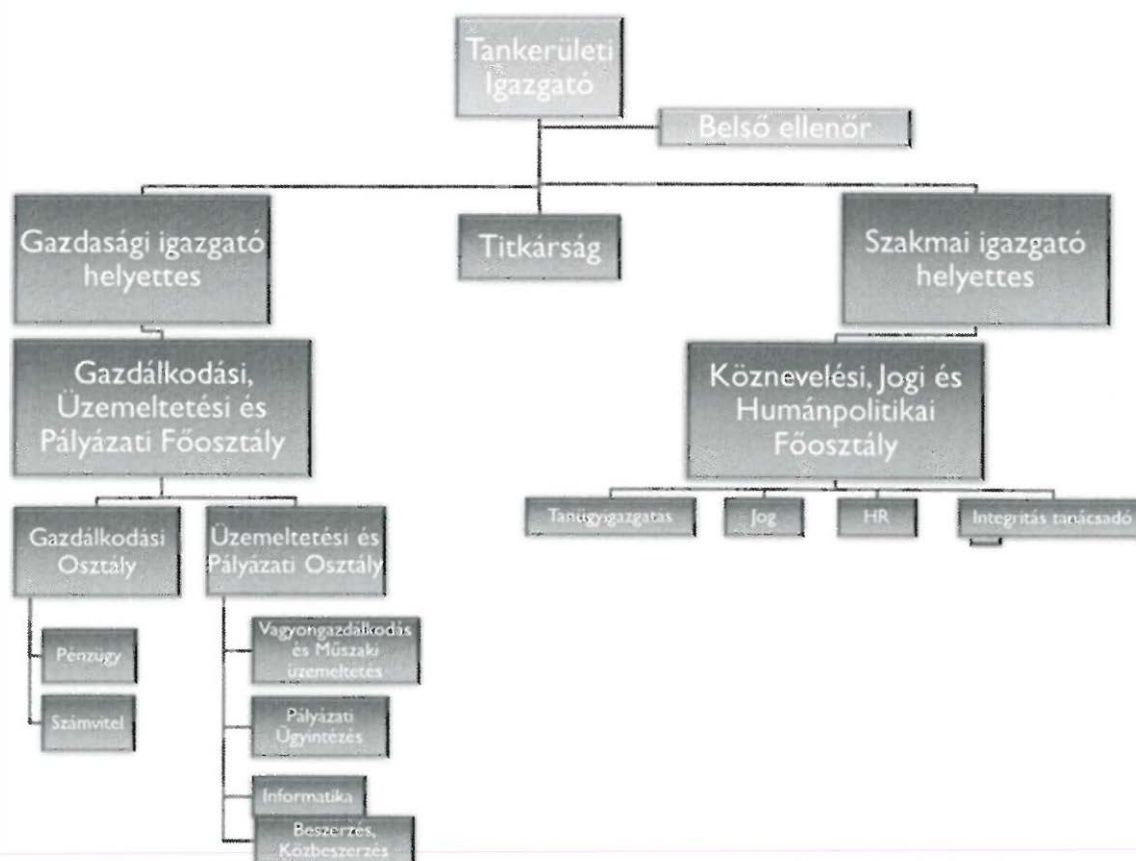 Tankerületi
Igazgató
Belső ellenőr
Gazdasági igazgató
helyettes
Titkárság
Szakmai igazgató
helyettes
Gazdálkodási,
Üzemeltetési és
Pályázati Főosztály
Köznevelési, Jogi és
Humánpolitikai
Főosztály
Gazdálkodási
Osztály
Üzemeltetési és
Pályázati Osztály
Tanügyigazgatás
Jog
HR
Integritás tanácsadó
Pénzügy
Számvitel
Vagyongazdálkodás
és Műszaki
üzemeltetés
Pályázati
Ügyintézés
Informatika
Beszerzés,
Közbeszerzés